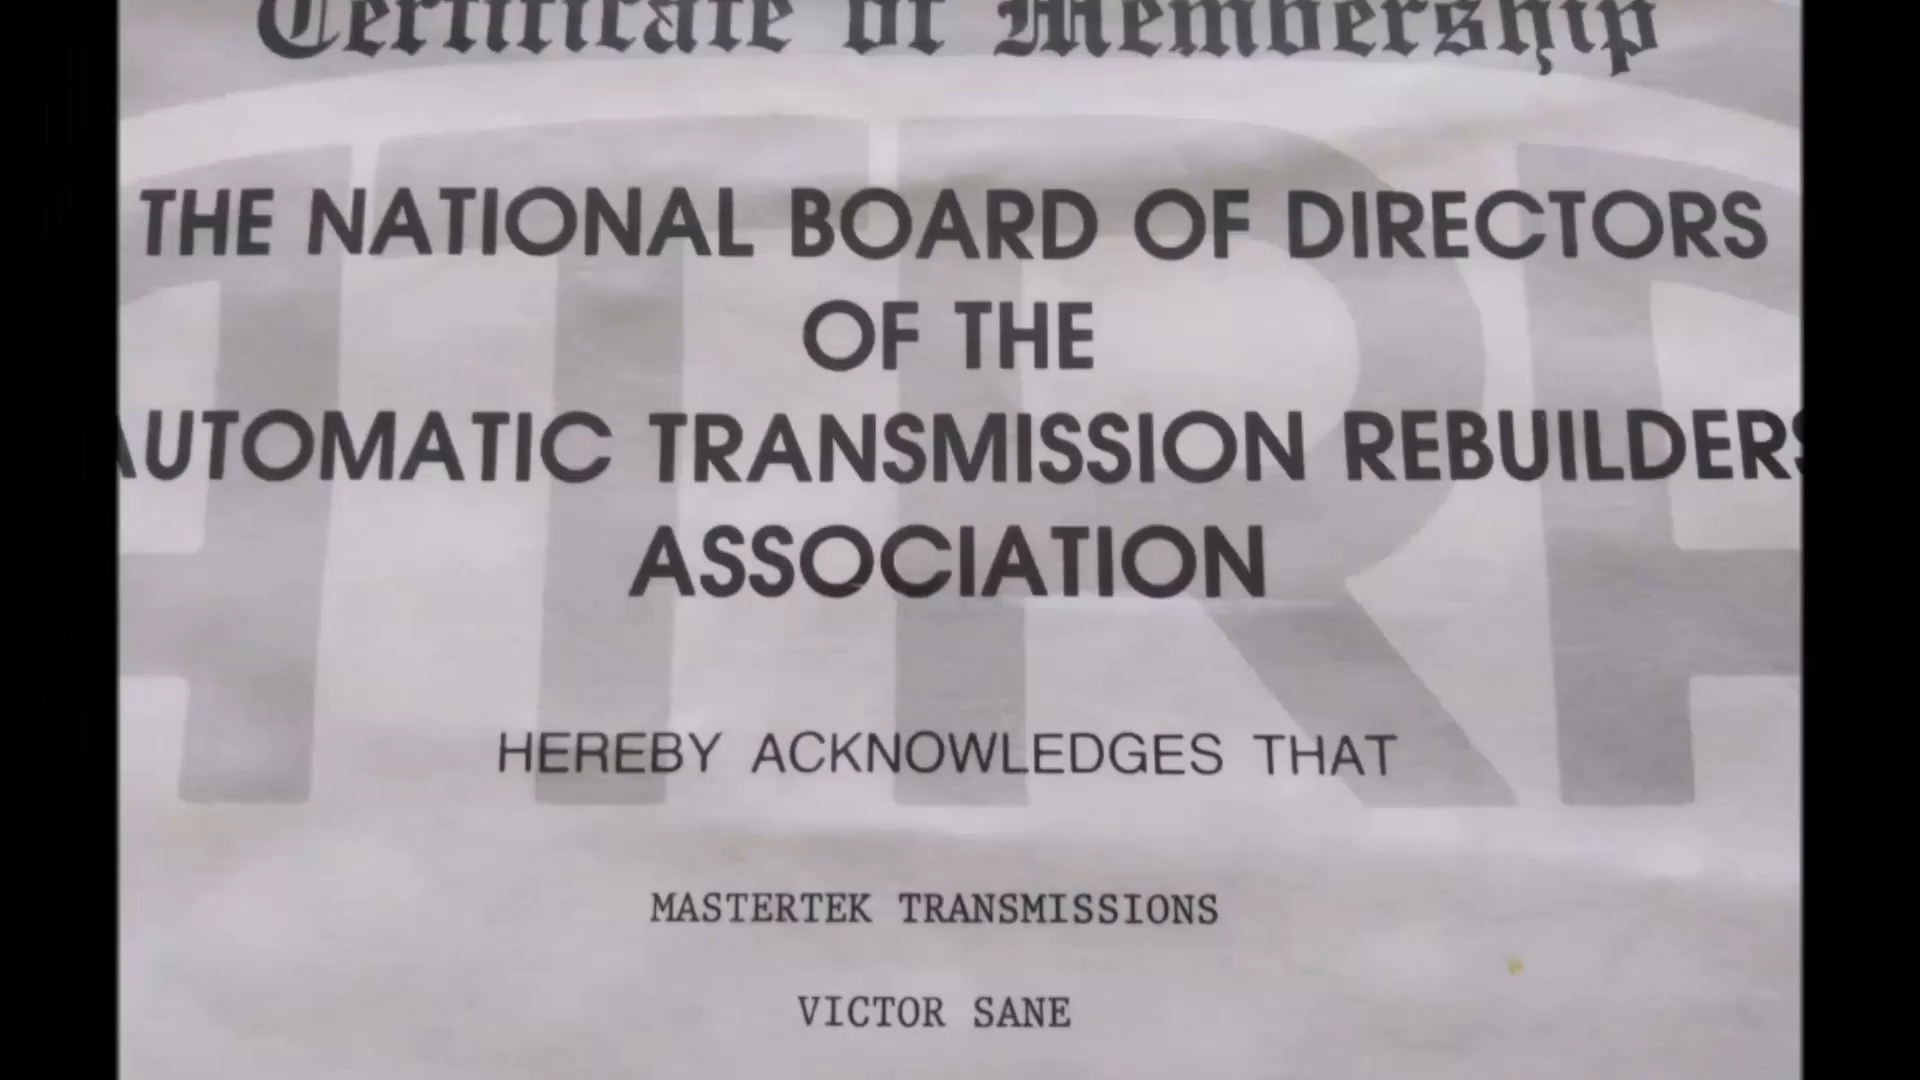 Certificate of Membership
THE NATIONAL BOARD OF DIRECTORS
OF THE
AUTOMATIC TRANSMISSION REBUILDERS
ASSOCIATION
HEREBY ACKNOWLEDGES THAT
MASTERTEK TRANSMISSIONS
VICTOR SANE
ATRA